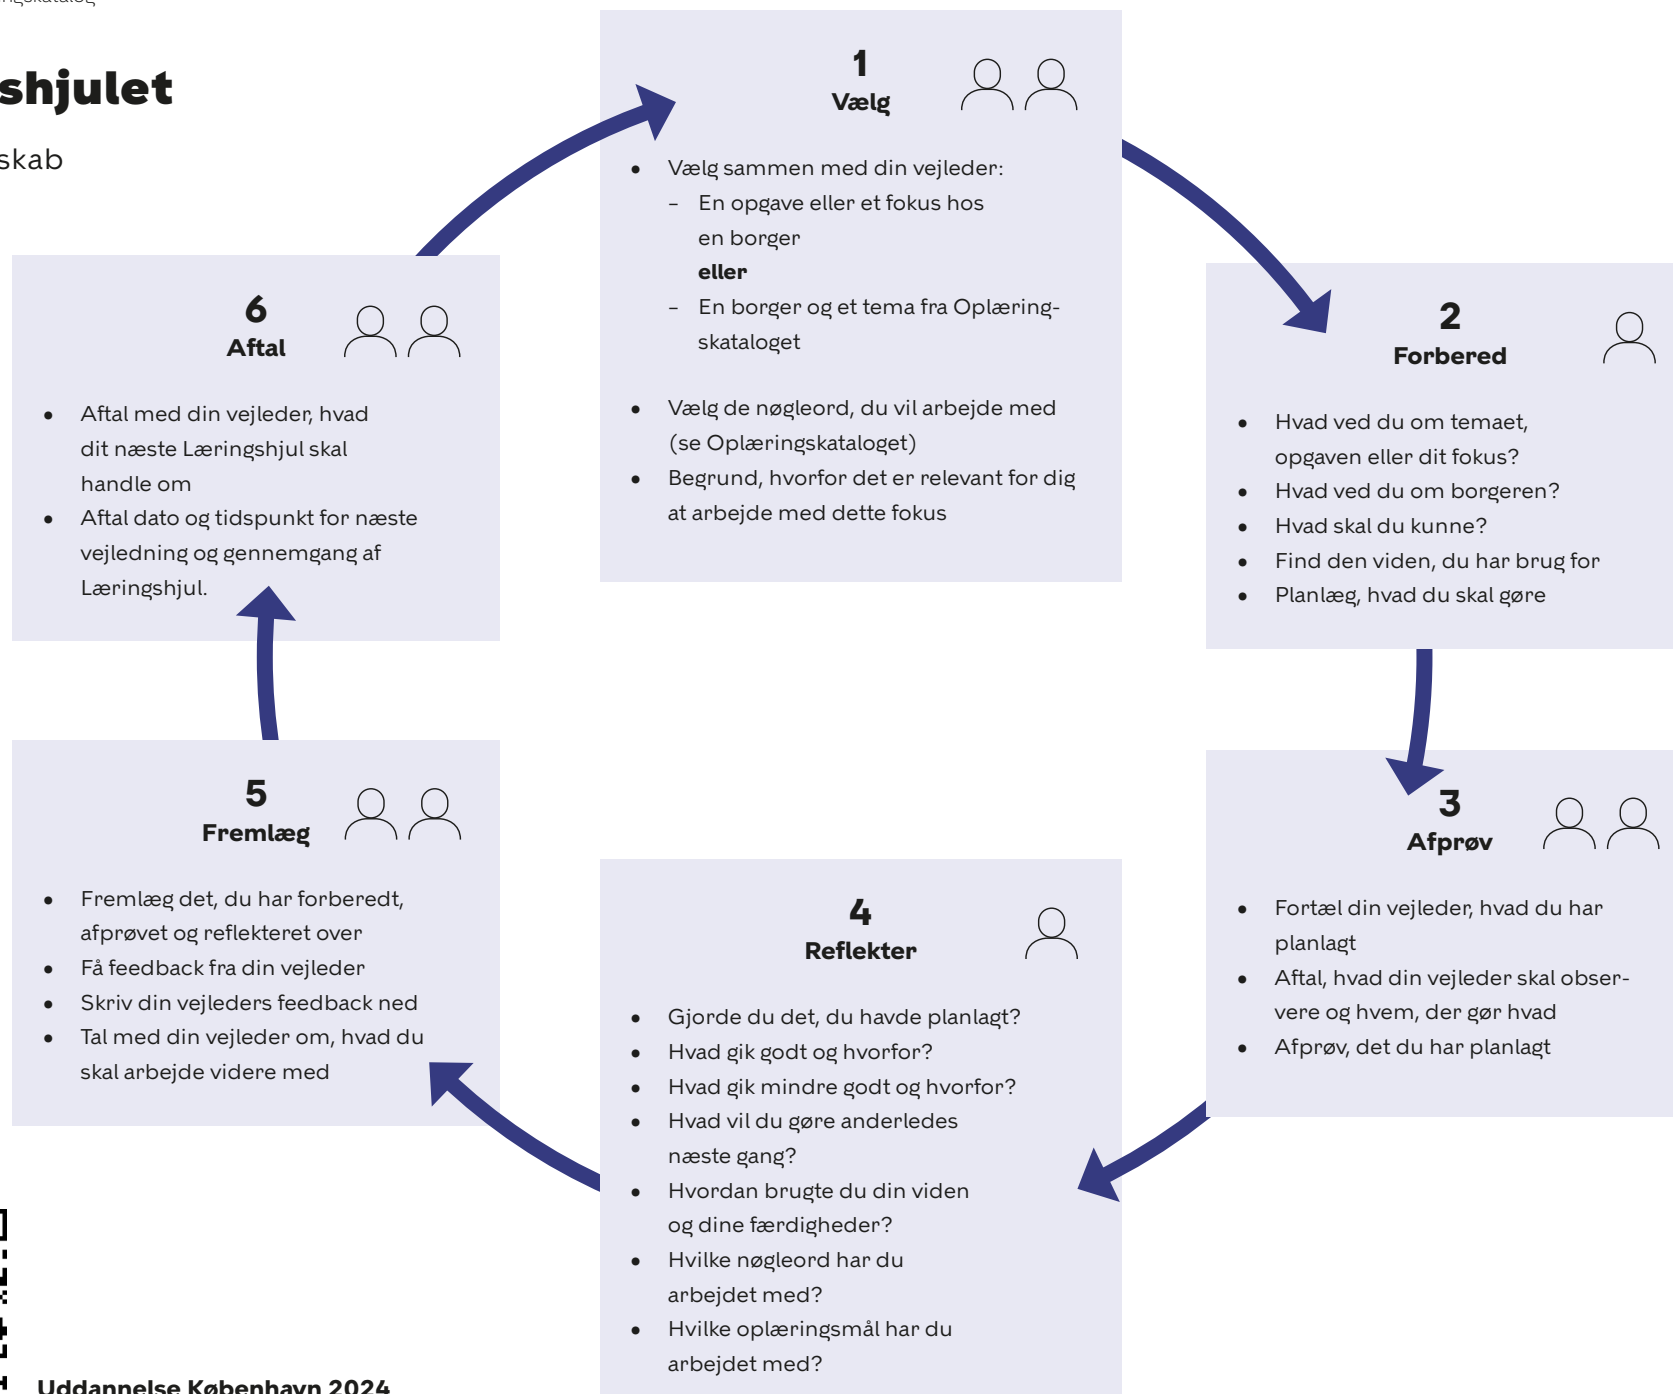 shjulet
skab
1
Vælg
• Vælg sammen med din vejleder:
– En opgave eller et fokus hos
en borger
eller
– En borger og et tema fra Oplæring-
skataloget
• Vælg de nøgleord, du vil arbejde med
(se Oplæringskataloget)
• Begrund, hvorfor det er relevant for dig
at arbejde med dette fokus
2
Forbered
• Hvad ved du om temaet,
opgaven eller dit fokus?
• Hvad ved du om borgeren?
• Hvad skal du kunne?
• Find den viden, du har brug for
• Planlæg, hvad du skal gøre
3
Afprøv
• Fortæl din vejleder, hvad du har
planlagt
• Aftal, hvad din vejleder skal obser-
vere og hvem, der gør hvad
• Afprøv, det du har planlagt
4
Reflekter
• Gjorde du det, du havde planlagt?
• Hvad gik godt og hvorfor?
• Hvad gik mindre godt og hvorfor?
• Hvad vil du gøre anderledes
næste gang?
• Hvordan brugte du din viden
og dine færdigheder?
• Hvilke nøgleord har du
arbejdet med?
• Hvilke oplæringsmål har du
arbejdet med?
5
Fremlæg
• Fremlæg det, du har forberedt,
afprøvet og reflekteret over
• Få feedback fra din vejleder
• Skriv din vejleders feedback ned
• Tal med din vejleder om, hvad du
skal arbejde videre med
6
Aftal
• Aftal med din vejleder, hvad
dit næste Læringshjul skal
handle om
• Aftal dato og tidspunkt for næste
vejledning og gennemgang af
Læringshjul.
Uddannelse København 2024